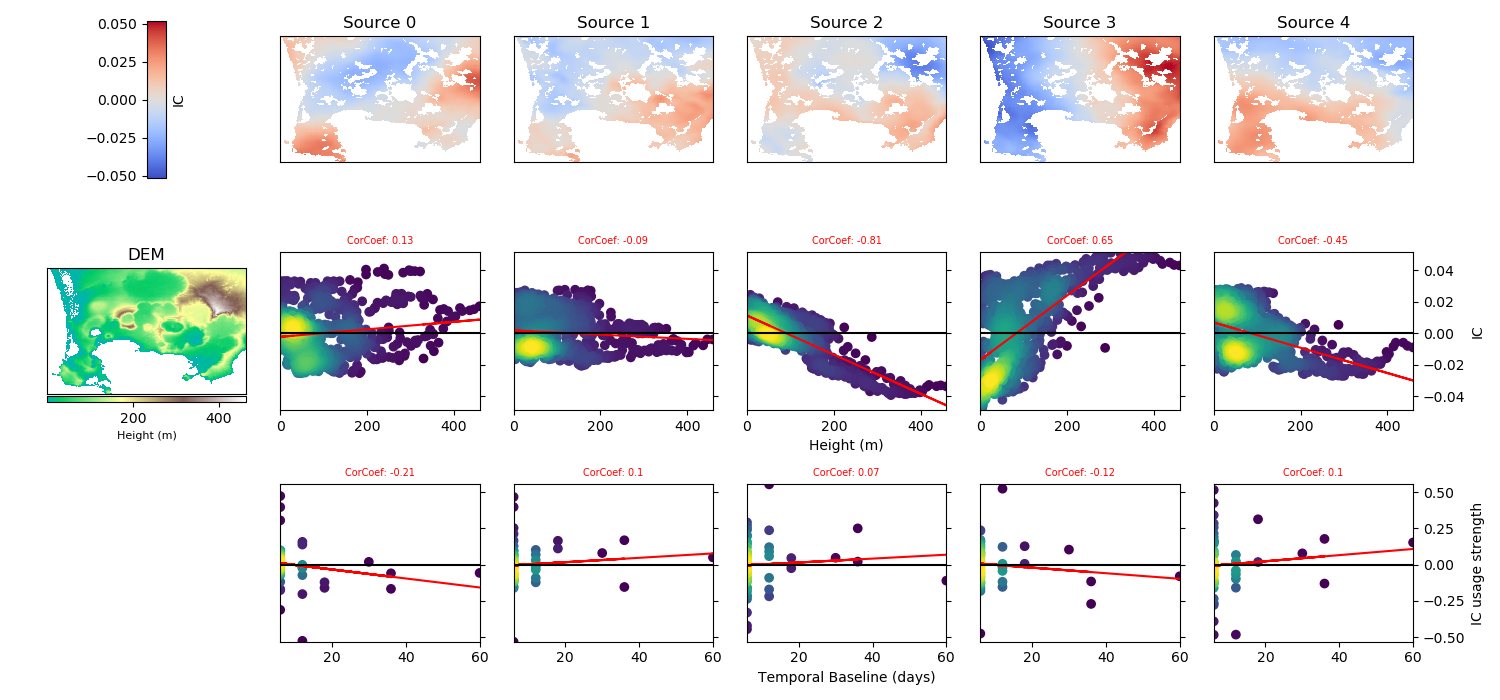 Source 0 Source 1 Source 2 Source 3 Source 4
0.050
0.025
0.000
−0.025
−0.050
IC
DEM
200 400
Height (m)
CorCoef: 0.13 CorCoef: -0.09 CorCoef: -0.81 CorCoef: 0.65 CorCoef: -0.45
0.04
0.02
0.00
−0.02
−0.04
IC
0 200 400 0 200 400 0 200 400 0 200 400 0 200 400
Height (m)
CorCoef: -0.21 CorCoef: 0.1 CorCoef: 0.07 CorCoef: -0.12 CorCoef: 0.1
0.50
0.25
0.00
−0.25
−0.50
IC usage strength
20 40 60 20 40 60 20 40 60 20 40 60 20 40 60
Temporal Baseline (days)